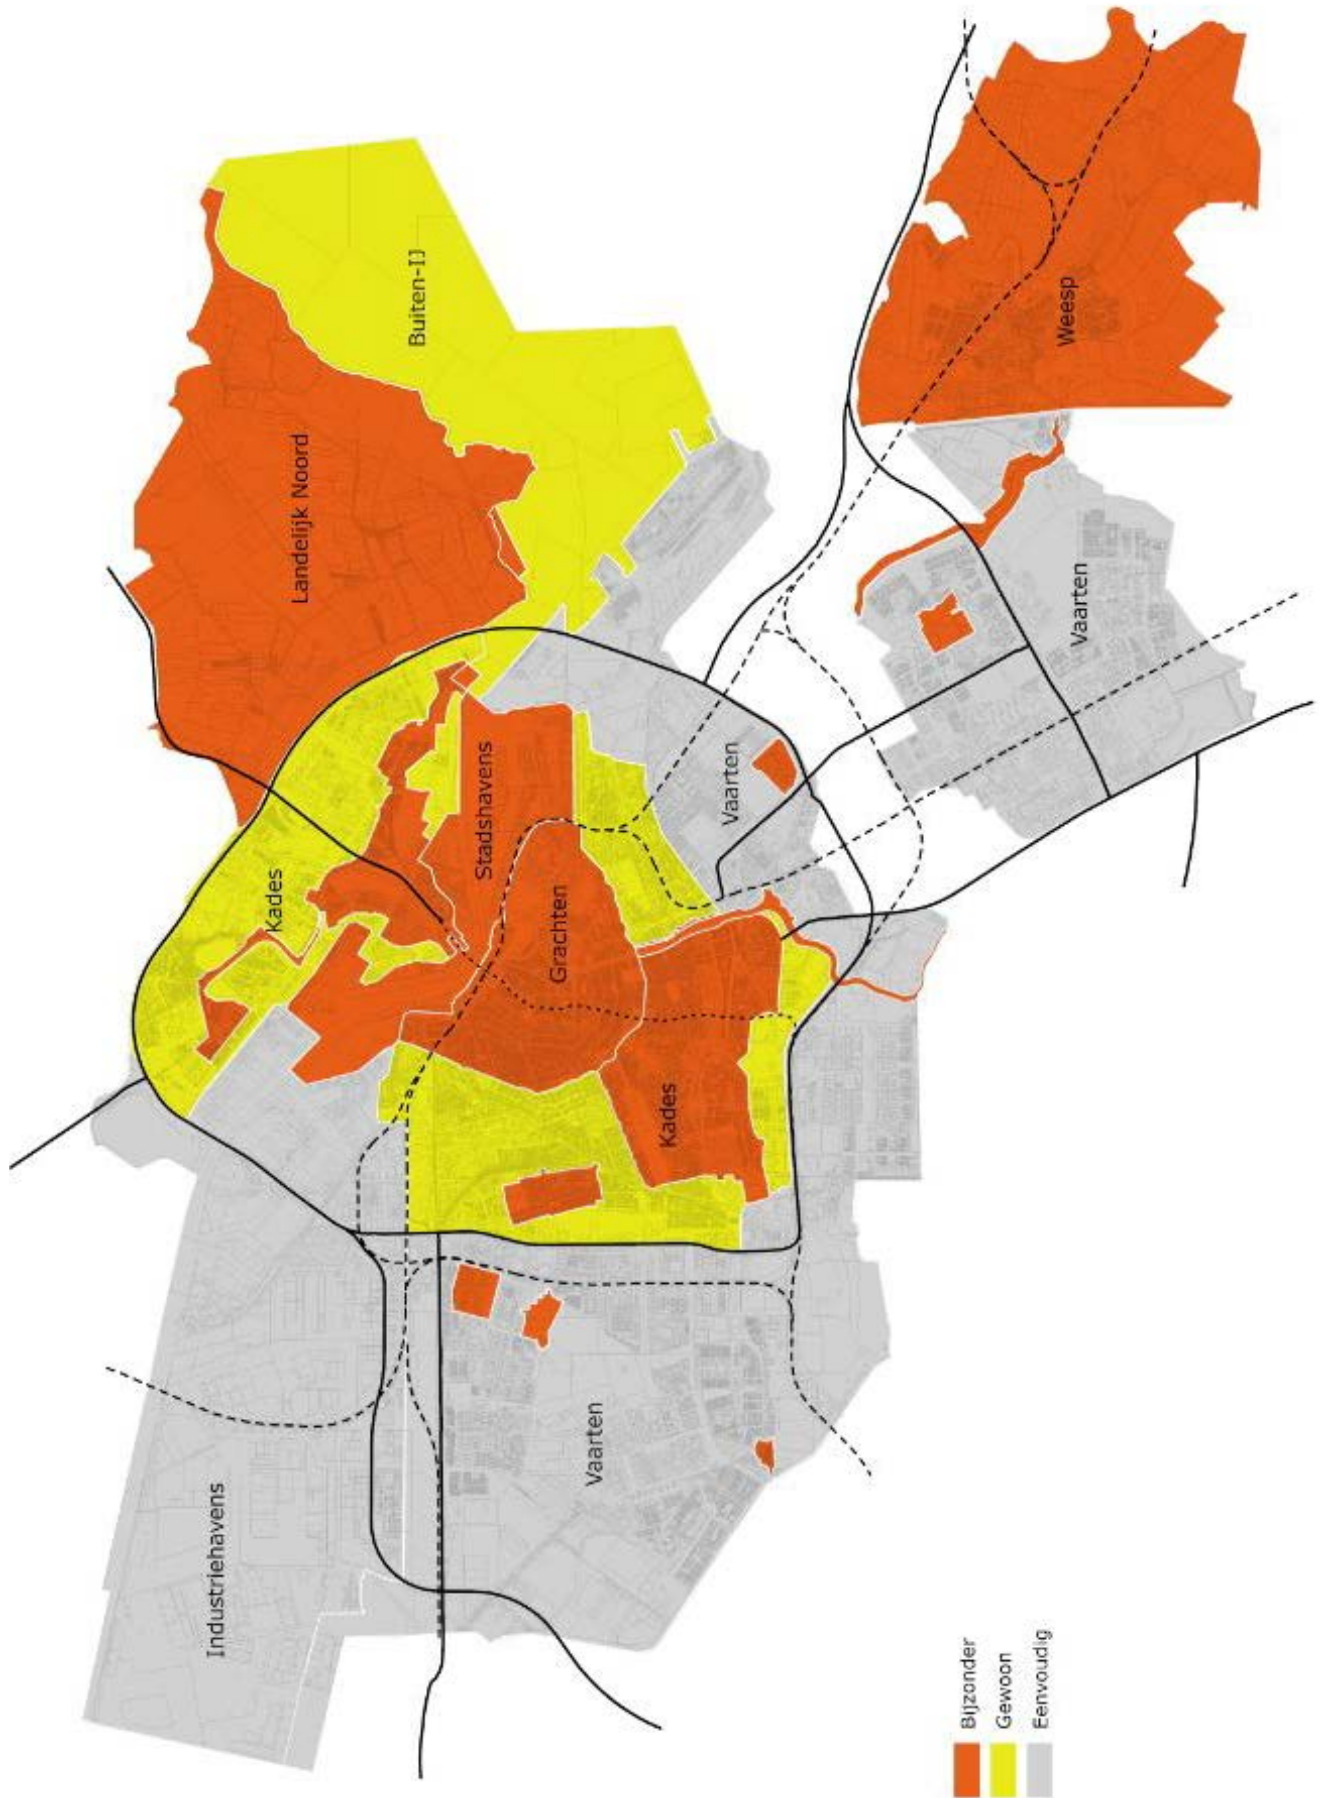 Landelijk Noord
Buiten-IJ
Kades
Stadshavens
Grachten
Weesp
Vaarten
Vaarten
Kades
Industriehavens
Vaarten
Bijzonder
Gewoon
Eenvoudig